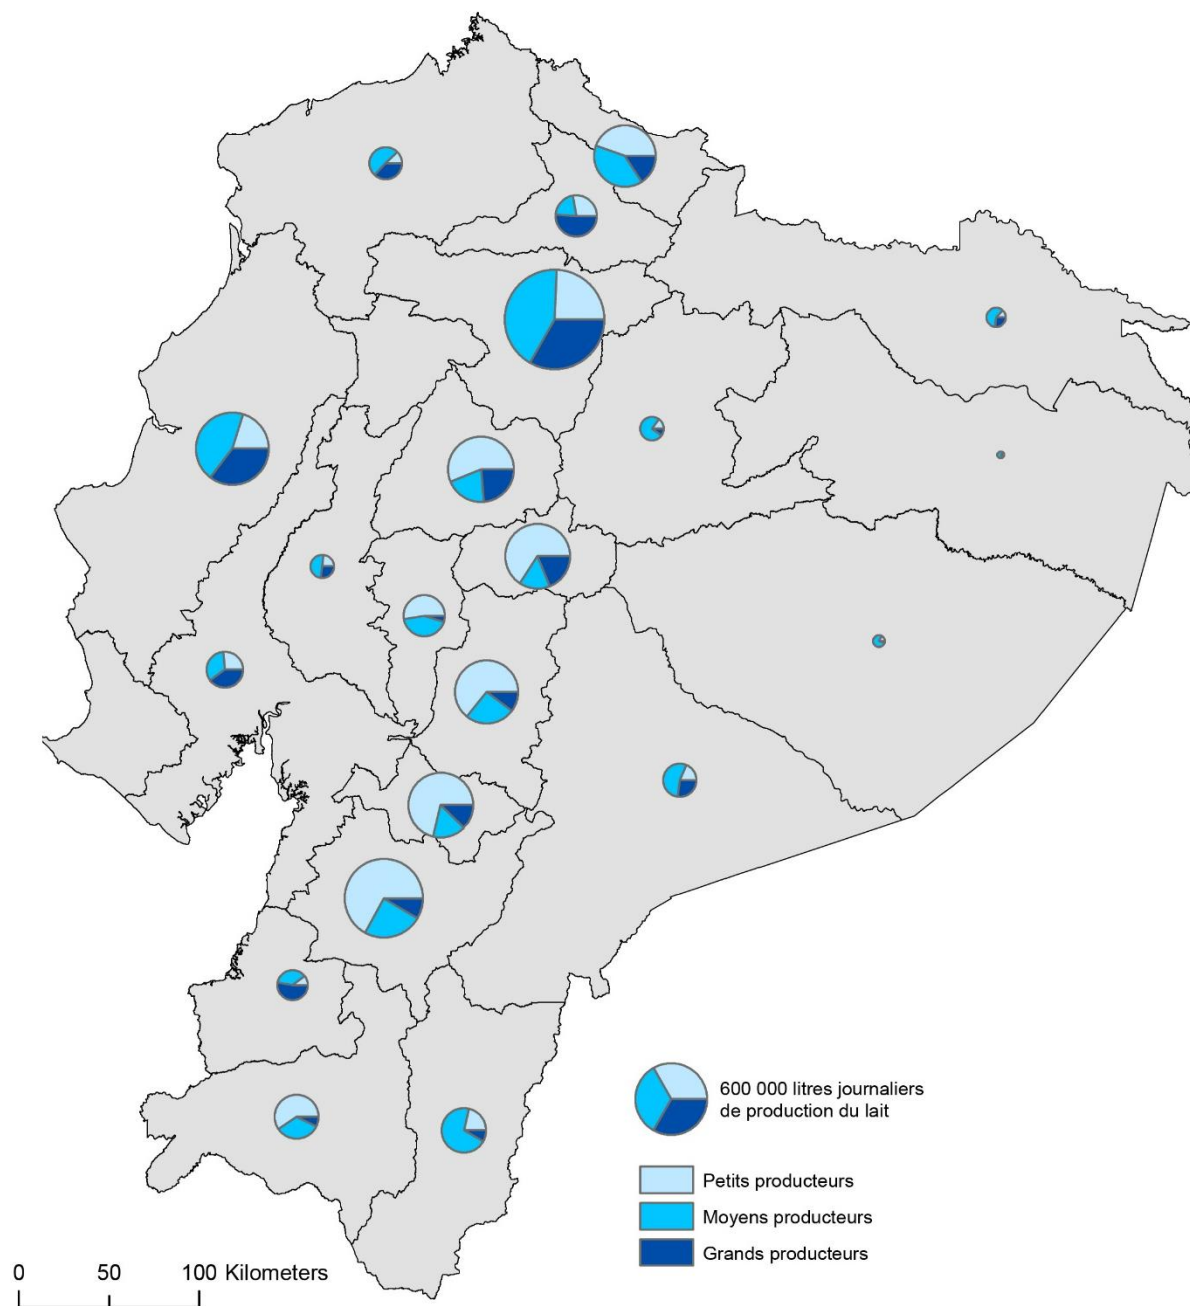 600 000 litres journaliers
de production du lait
Petits producteurs
Moyens producteurs
Grands producteurs
0 50 100 Kilometers